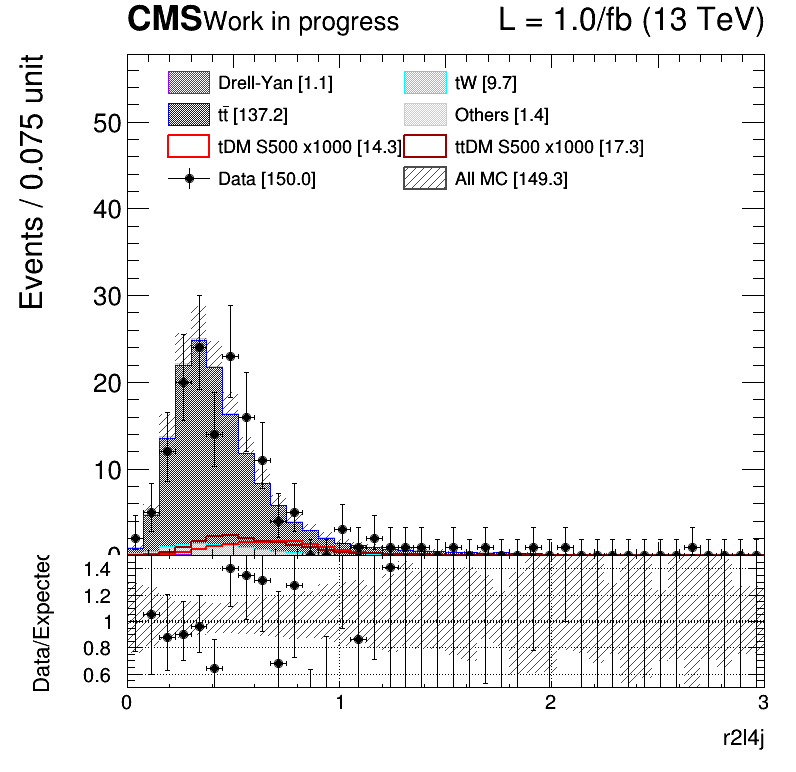 CMS Work in progress L = 1.0/fb (13 TeV)
Events / 0.075 unit
Drell-Yan [1.1] tW [9.7]
tt̄ [137.2] Others [1.4]
tDM S500 x1000 [14.3] ttDM S500 x1000 [17.3]
Data [150.0] All MC [149.3]
50
40
30
20
10
0
Data/Expected
1.4
1.2
1
0.8
0.6
0 1 2 3
r2l4j